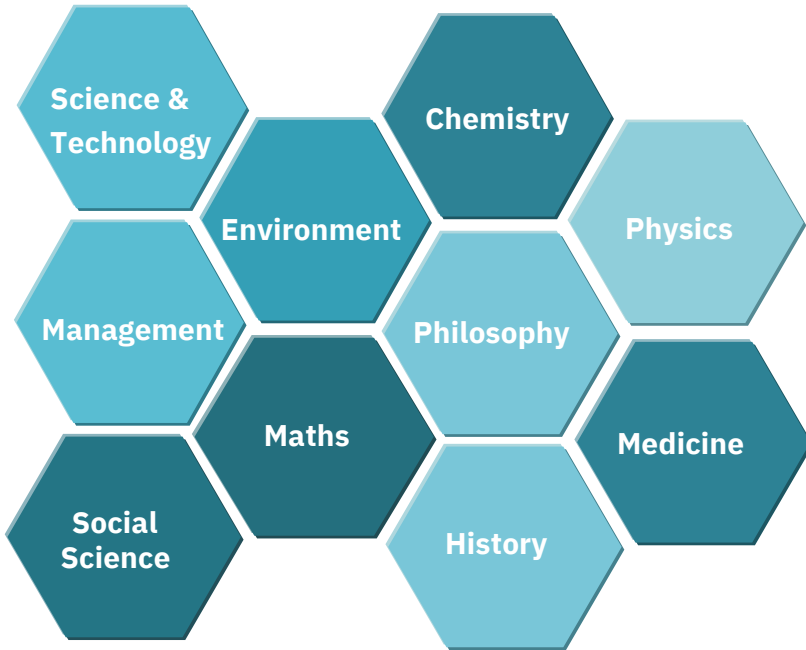 Science &
Technology
Chemistry
Environment
Physics
Management
Philosophy
Maths
Medicine
Social
Science
History